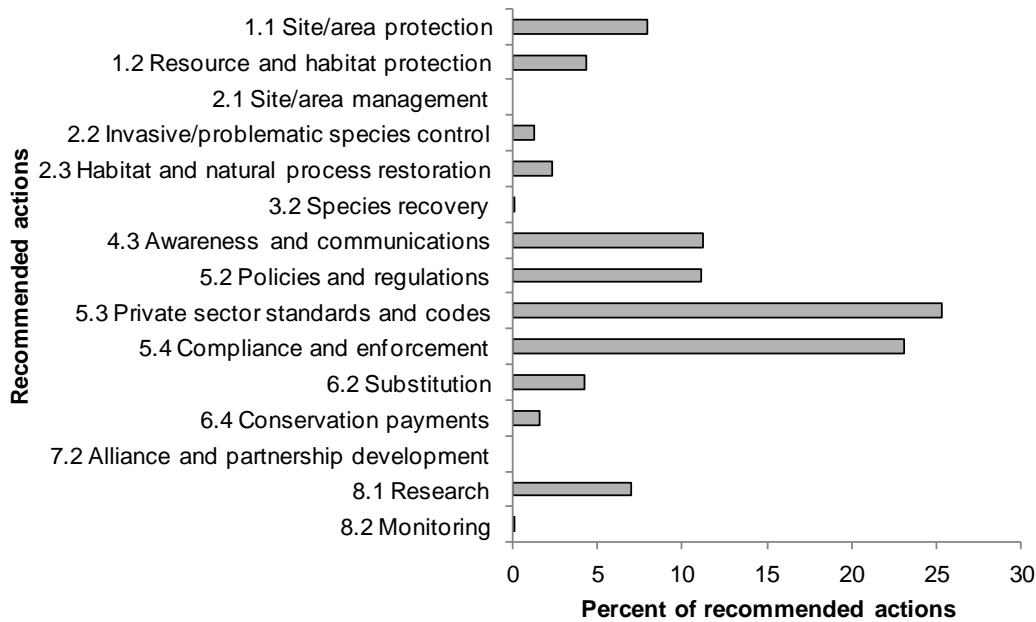 Recommended actions
1.1 Site/area protection
1.2 Resource and habitat protection
2.1 Site/area management
2.2 Invasive/problematic species control
2.3 Habitat and natural process restoration
3.2 Species recovery
4.3 Awareness and communications
5.2 Policies and regulations
5.3 Private sector standards and codes
5.4 Compliance and enforcement
6.2 Substitution
6.4 Conservation payments
7.2 Alliance and partnership development
8.1 Research
8.2 Monitoring
0 5 10 15 20 25 30
Percent of recommended actions